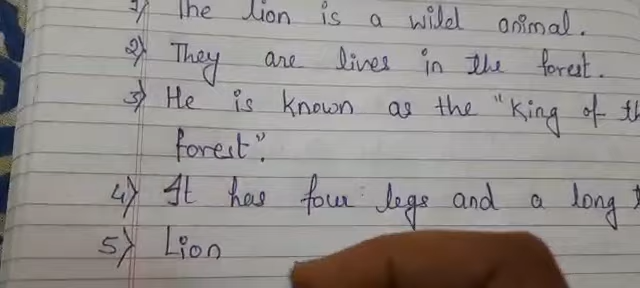 1) The lion is a wild animal.
2) They are lives in the forest.
3) He is known as the "King of
forest".
4) It has four legs and a long
5) Lion